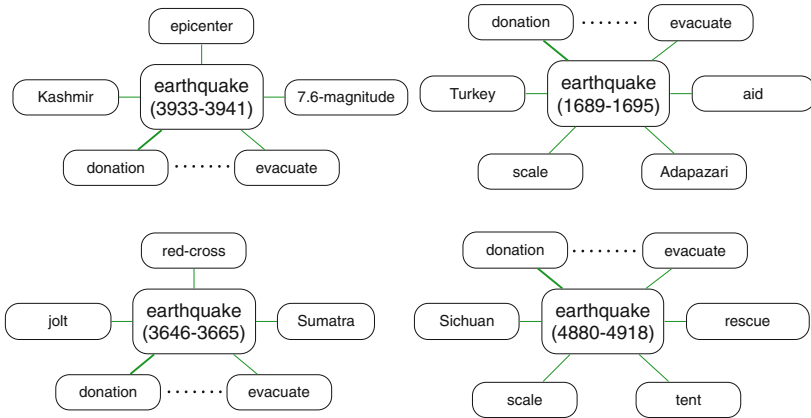 epicenter
Kashmir
earthquake
(3933-3941)
7.6-magnitude
donation
evacuate
donation
evacuate
Turkey
earthquake
(1689-1695)
aid
scale
Adapazari
red-cross
jolt
earthquake
(3646-3665)
Sumatra
donation
evacuate
donation
evacuate
Sichuan
earthquake
(4880-4918)
rescue
scale
tent